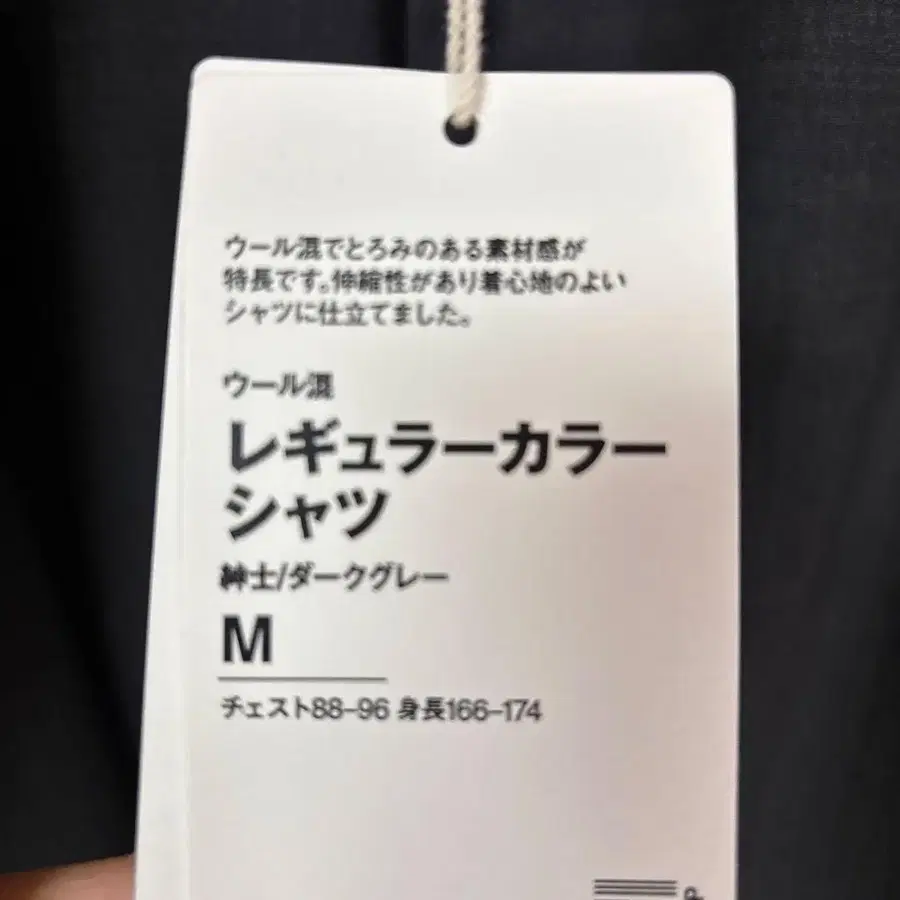 ウール混でとろみのある素材感が
特長です。伸縮性があり着心地のよい
シャツに仕立てました。
ウール混
レギュラーカラー
シャツ
紳士/ダークグレー
M
チェスト88–96 身長166–174